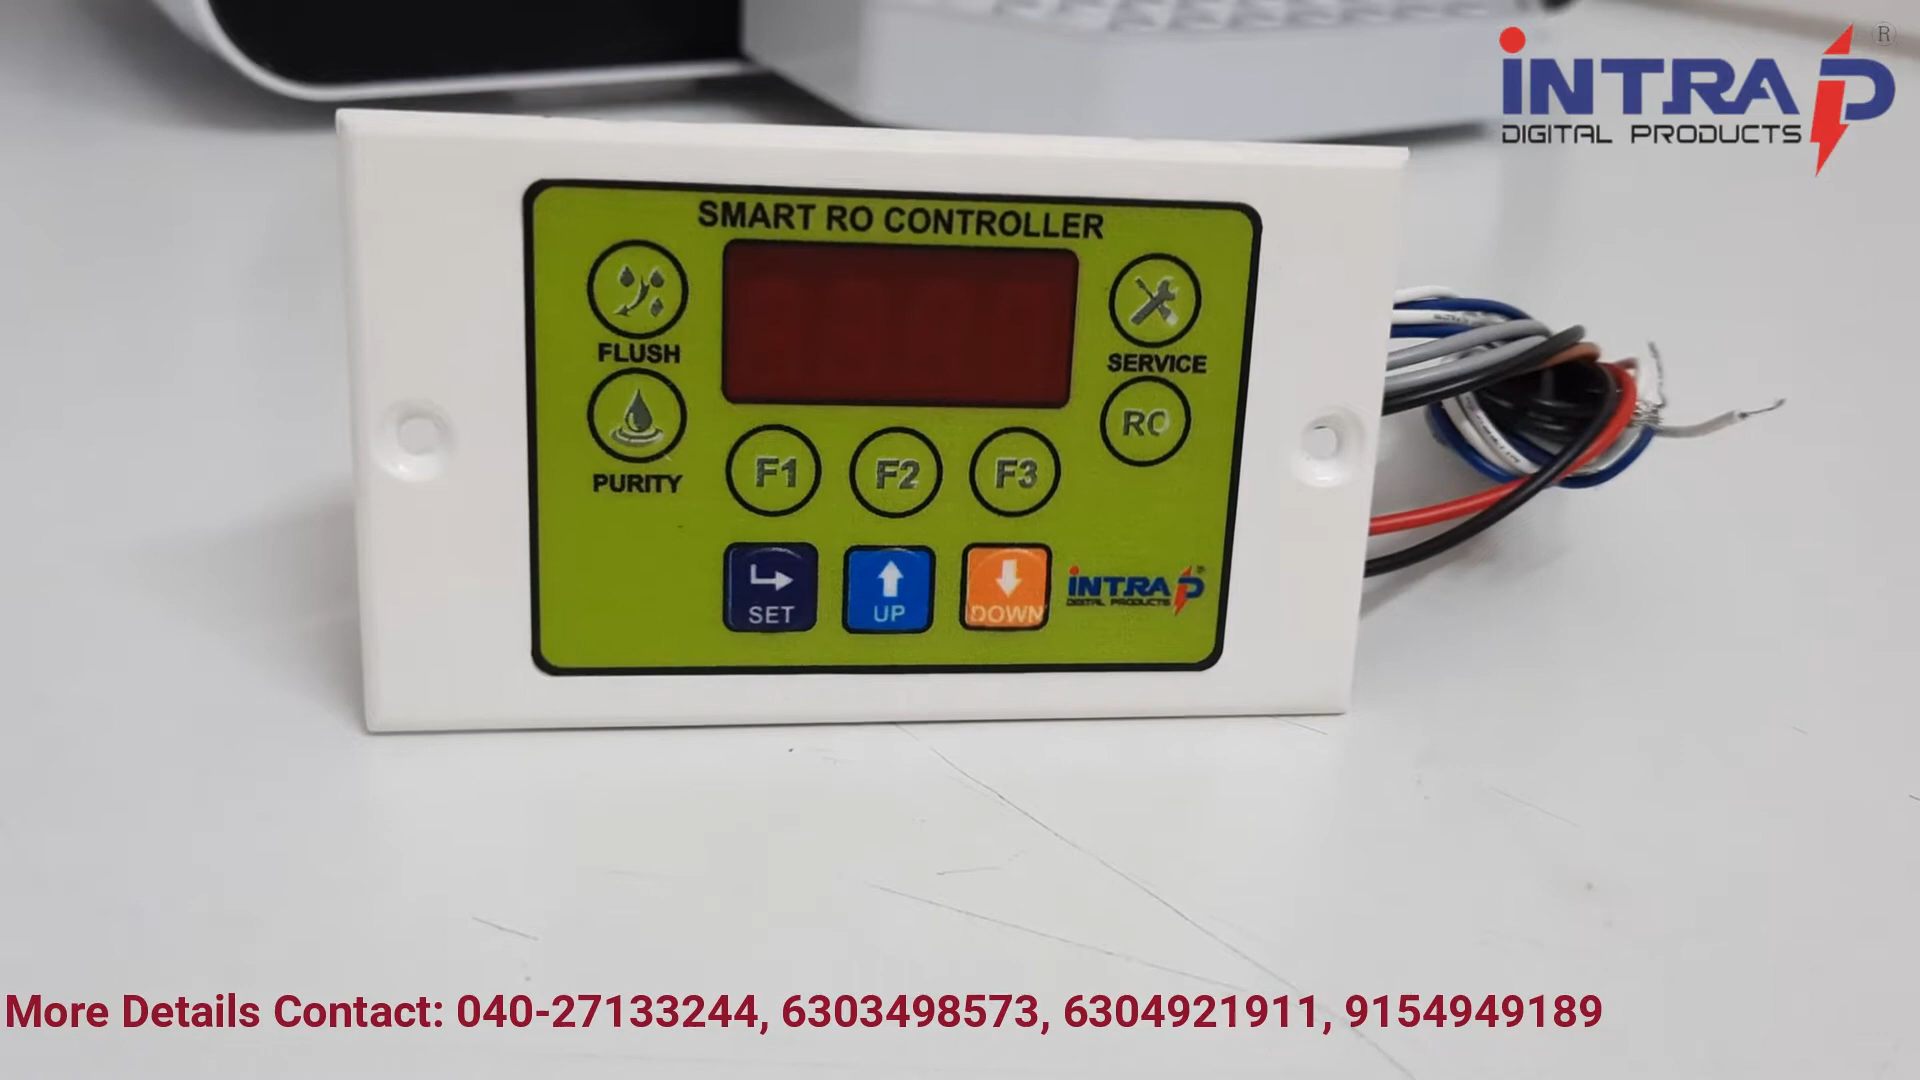 INTRA D ®
DIGITAL PRODUCTS
SMART RO CONTROLLER
FLUSH
SERVICE
PURITY
RO
F1 F2 F3
SET UP DOWN
INTRA D ®
DIGITAL PRODUCTS
More Details Contact: 040-27133244, 6303498573, 6304921911, 9154949189